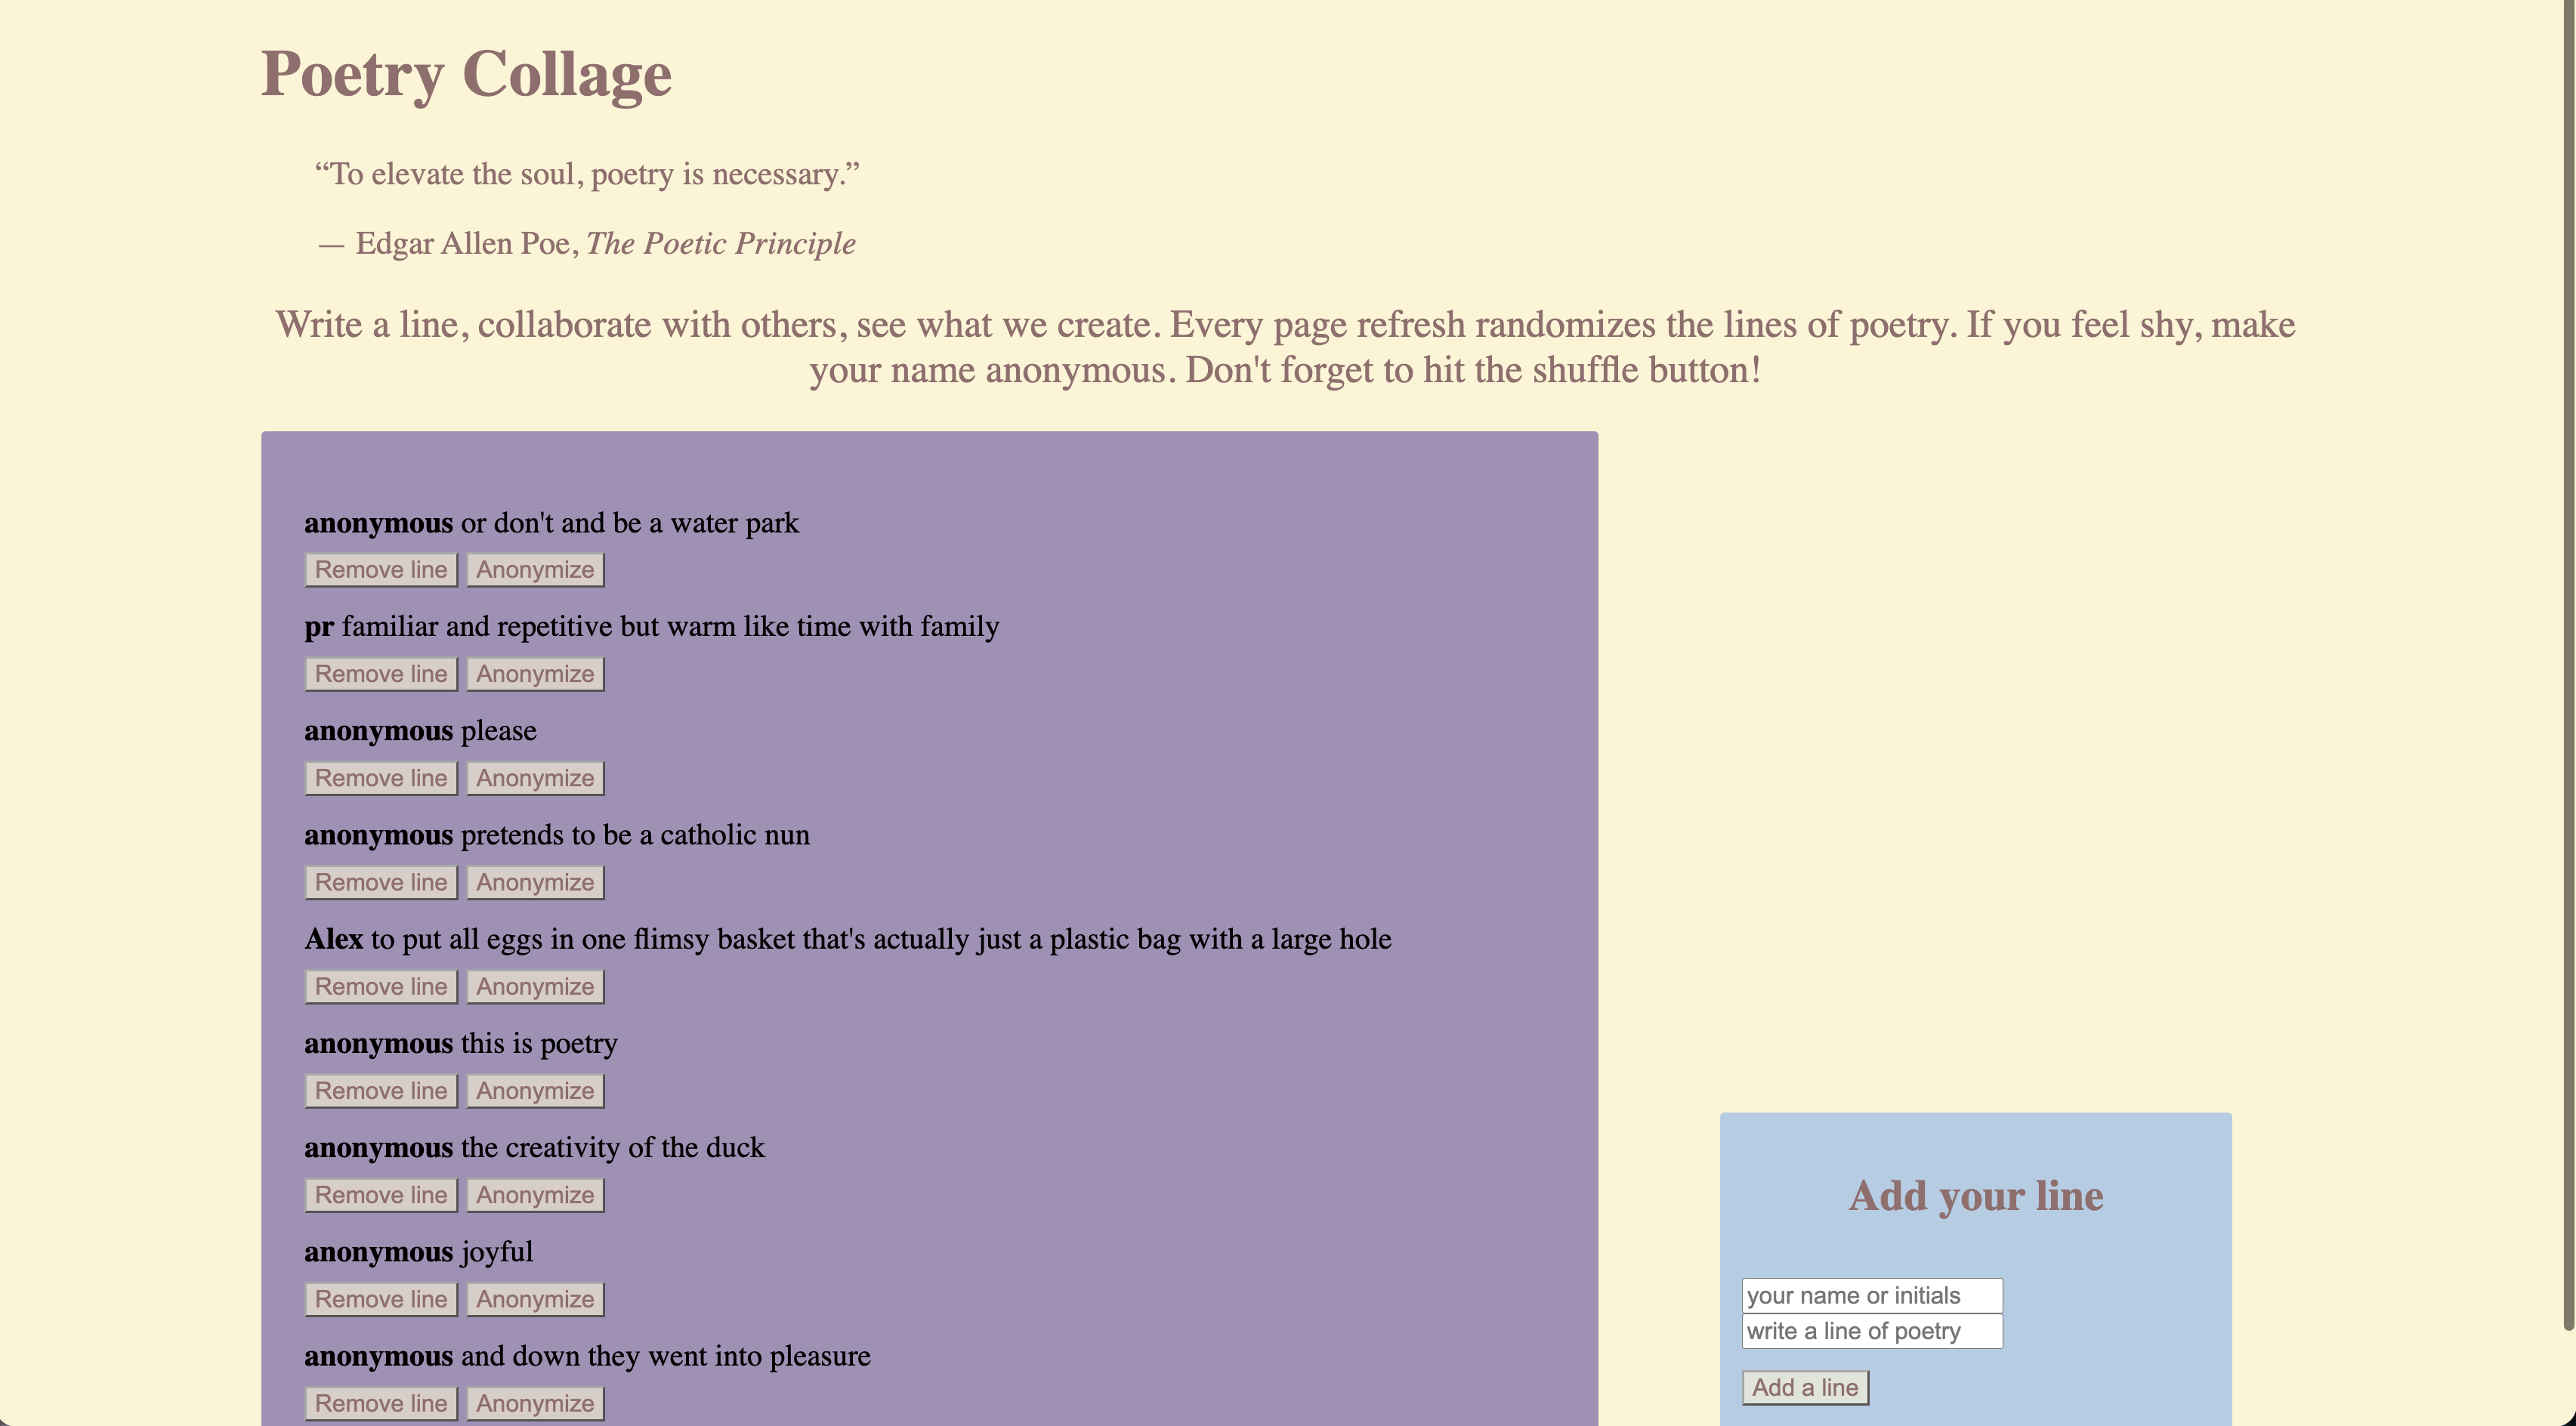 Poetry Collage
“To elevate the soul, poetry is necessary.”
— Edgar Allen Poe, The Poetic Principle
Write a line, collaborate with others, see what we create. Every page refresh randomizes the lines of poetry. If you feel shy, make
your name anonymous. Don't forget to hit the shuffle button!
anonymous or don't and be a water park
Remove line Anonymize
pr familiar and repetitive but warm like time with family
Remove line Anonymize
anonymous please
Remove line Anonymize
anonymous pretends to be a catholic nun
Remove line Anonymize
Alex to put all eggs in one flimsy basket that's actually just a plastic bag with a large hole
Remove line Anonymize
anonymous this is poetry
Remove line Anonymize
anonymous the creativity of the duck
Remove line Anonymize
anonymous joyful
Remove line Anonymize
anonymous and down they went into pleasure
Remove line Anonymize
Add your line
your name or initials
write a line of poetry
Add a line